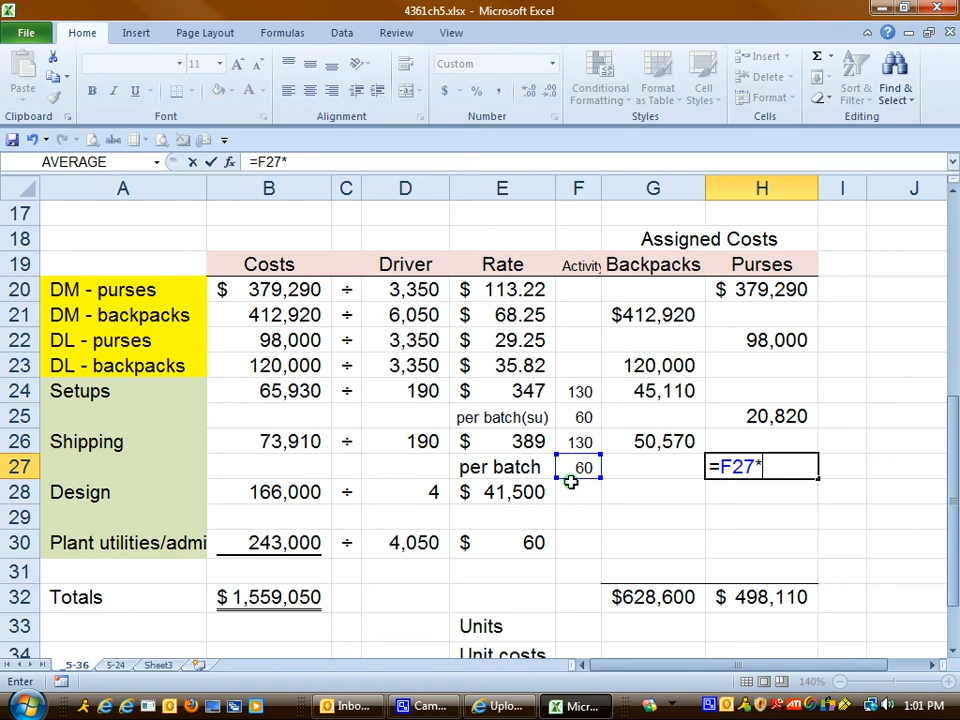 4361ch5.xlsx - Microsoft Excel
File Home Insert Page Layout Formulas Data Review View
Paste
Clipboard
11 A A
B I U A
Font
Alignment
Custom
$ % ,
Number
Conditional Formatting
Format as Table
Cell Styles
Styles
Insert
Delete
Format
Cells
Σ
Sort & Filter
Find & Select
Editing
AVERAGE fx =F27*
A B C D E F G H I J
17
18 Assigned Costs
19 Costs Driver Rate Activity Backpacks Purses
20 DM - purses $ 379,290 ÷ 3,350 $ 113.22 $ 379,290
21 DM - backpacks 412,920 ÷ 6,050 $ 68.25 $412,920
22 DL - purses 98,000 ÷ 3,350 $ 29.25 98,000
23 DL - backpacks 120,000 ÷ 3,350 $ 35.82 120,000
24 Setups 65,930 ÷ 190 $ 347 130 45,110
25 per batch(su) 60 20,820
26 Shipping 73,910 ÷ 190 $ 389 130 50,570
27 per batch 60 =F27*
28 Design 166,000 ÷ 4 $ 41,500
29
30 Plant utilities/admi 243,000 ÷ 4,050 $ 60
31
32 Totals $ 1,559,050 $628,600 $ 498,110
33 Units
34 Unit costs
5-36 5-24 Sheet3
Enter 140%
Inbo... Cam... Uplo... Micr... 1:01 PM